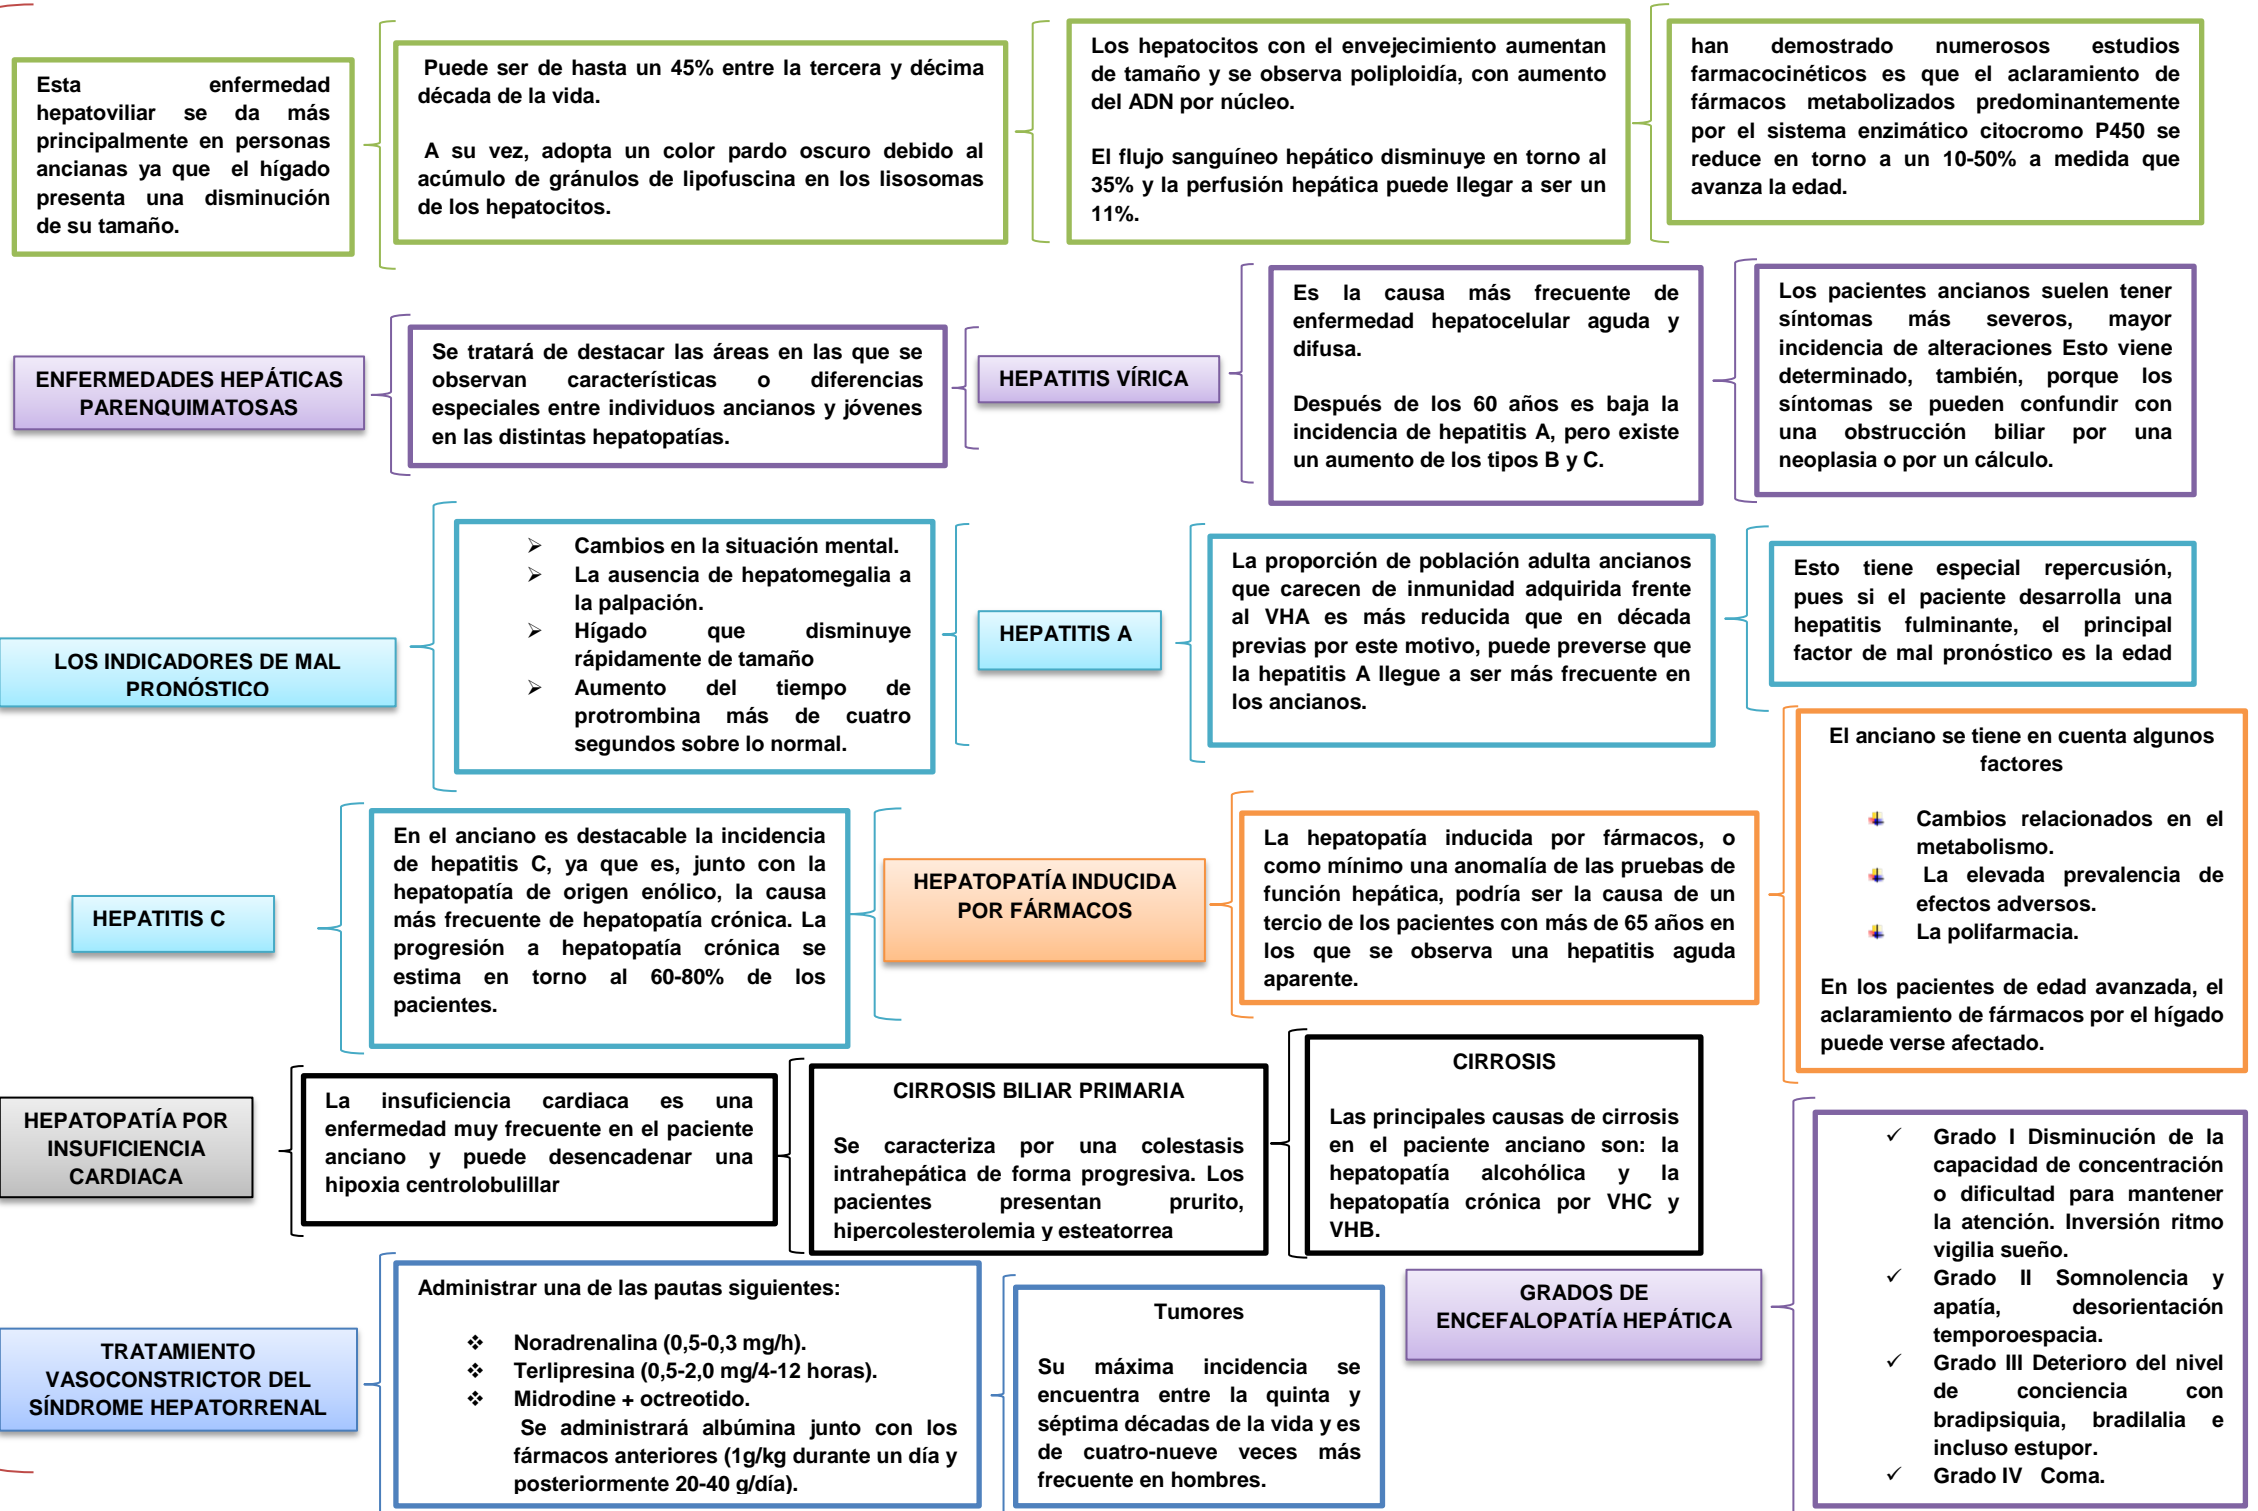 Esta enfermedad
hepatoviliar se da más
principalmente en personas
ancianas ya que el hígado
presenta una disminución
de su tamaño.
Puede ser de hasta un 45% entre la tercera y décima
década de la vida.
A su vez, adopta un color pardo oscuro debido al
acúmulo de gránulos de lipofuscina en los lisosomas
de los hepatocitos.
Los hepatocitos con el envejecimiento aumentan
de tamaño y se observa poliploidía, con aumento
del ADN por núcleo.
El flujo sanguíneo hepático disminuye en torno al
35% y la perfusión hepática puede llegar a ser un
11%.
han demostrado numerosos estudios
farmacocinéticos es que el aclaramiento de
fármacos metabolizados predominantemente
por el sistema enzimático citocromo P450 se
reduce en torno a un 10-50% a medida que
avanza la edad.
ENFERMEDADES HEPÁTICAS
PARENQUIMATOSAS
Se tratará de destacar las áreas en las que se
observan características o diferencias
especiales entre individuos ancianos y jóvenes
en las distintas hepatopatías.
HEPATITIS VÍRICA
Es la causa más frecuente de
enfermedad hepatocelular aguda y
difusa.
Después de los 60 años es baja la
incidencia de hepatitis A, pero existe
un aumento de los tipos B y C.
Los pacientes ancianos suelen tener
síntomas más severos, mayor
incidencia de alteraciones Esto viene
determinado, también, porque los
síntomas se pueden confundir con
una obstrucción biliar por una
neoplasia o por un cálculo.
LOS INDICADORES DE MAL
PRONÓSTICO
➢ Cambios en la situación mental.
➢ La ausencia de hepatomegalia a
la palpación.
➢ Hígado que disminuye
rápidamente de tamaño
➢ Aumento del tiempo de
protrombina más de cuatro
segundos sobre lo normal.
HEPATITIS A
La proporción de población adulta ancianos
que carecen de inmunidad adquirida frente
al VHA es más reducida que en década
previas por este motivo, puede preverse que
la hepatitis A llegue a ser más frecuente en
los ancianos.
Esto tiene especial repercusión,
pues si el paciente desarrolla una
hepatitis fulminante, el principal
factor de mal pronóstico es la edad
HEPATITIS C
En el anciano es destacable la incidencia
de hepatitis C, ya que es, junto con la
hepatopatía de origen enólico, la causa
más frecuente de hepatopatía crónica. La
progresión a hepatopatía crónica se
estima en torno al 60-80% de los
pacientes.
HEPATOPATÍA INDUCIDA
POR FÁRMACOS
La hepatopatía inducida por fármacos, o
como mínimo una anomalía de las pruebas de
función hepática, podría ser la causa de un
tercio de los pacientes con más de 65 años en
los que se observa una hepatitis aguda
aparente.
El anciano se tiene en cuenta algunos
factores
Cambios relacionados en el
metabolismo.
La elevada prevalencia de
efectos adversos.
La polifarmacia.
En los pacientes de edad avanzada, el
aclaramiento de fármacos por el hígado
puede verse afectado.
HEPATOPATÍA POR
INSUFICIENCIA
CARDIACA
La insuficiencia cardiaca es una
enfermedad muy frecuente en el paciente
anciano y puede desencadenar una
hipoxia centrolobulillar
CIRROSIS BILIAR PRIMARIA
Se caracteriza por una colestasis
intrahepática de forma progresiva. Los
pacientes presentan prurito,
hipercolesterolemia y esteatorrea
CIRROSIS
Las principales causas de cirrosis
en el paciente anciano son: la
hepatopatía alcohólica y la
hepatopatía crónica por VHC y
VHB.
TRATAMIENTO
VASOCONSTRICTOR DEL
SÍNDROME HEPATORRENAL
Administrar una de las pautas siguientes:
❖ Noradrenalina (0,5-0,3 mg/h).
❖ Terlipresina (0,5-2,0 mg/4-12 horas).
❖ Midrodine + octreotido.
Se administrará albúmina junto con los
fármacos anteriores (1g/kg durante un día y
posteriormente 20-40 g/día).
Tumores
Su máxima incidencia se
encuentra entre la quinta y
séptima décadas de la vida y es
de cuatro-nueve veces más
frecuente en hombres.
GRADOS DE
ENCEFALOPATÍA HEPÁTICA
✓ Grado I Disminución de la
capacidad de concentración
o dificultad para mantener
la atención. Inversión ritmo
vigilia sueño.
✓ Grado II Somnolencia y
apatía, desorientación
temporoespacia.
✓ Grado III Deterioro del nivel
de conciencia con
bradipsiquia, bradilalia e
incluso estupor.
✓ Grado IV Coma.